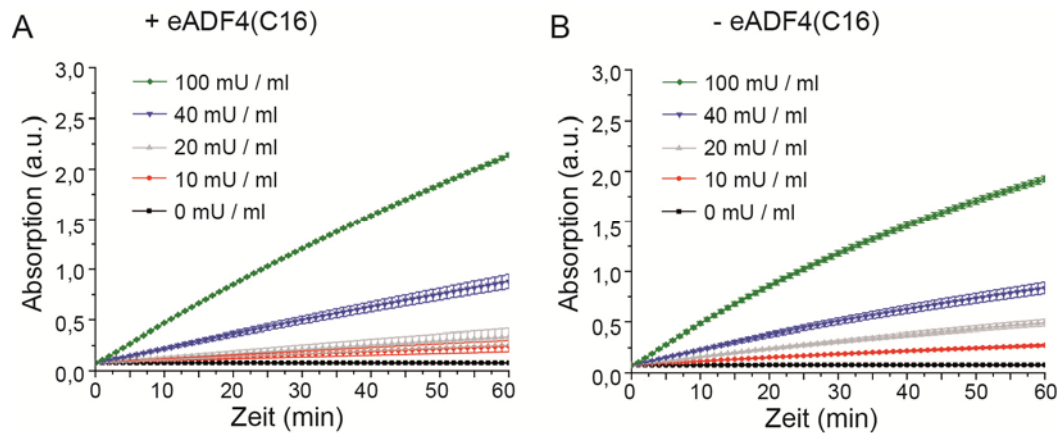 A
+ eADF4(C16)
3,0
2,5
2,0
1,5
1,0
0,5
0,0
Absorption (a.u.)
100 mU / ml
40 mU / ml
20 mU / ml
10 mU / ml
0 mU / ml
0 10 20 30 40 50 60
Zeit (min)
B
- eADF4(C16)
3,0
2,5
2,0
1,5
1,0
0,5
0,0
Absorption (a.u.)
100 mU / ml
40 mU / ml
20 mU / ml
10 mU / ml
0 mU / ml
0 10 20 30 40 50 60
Zeit (min)